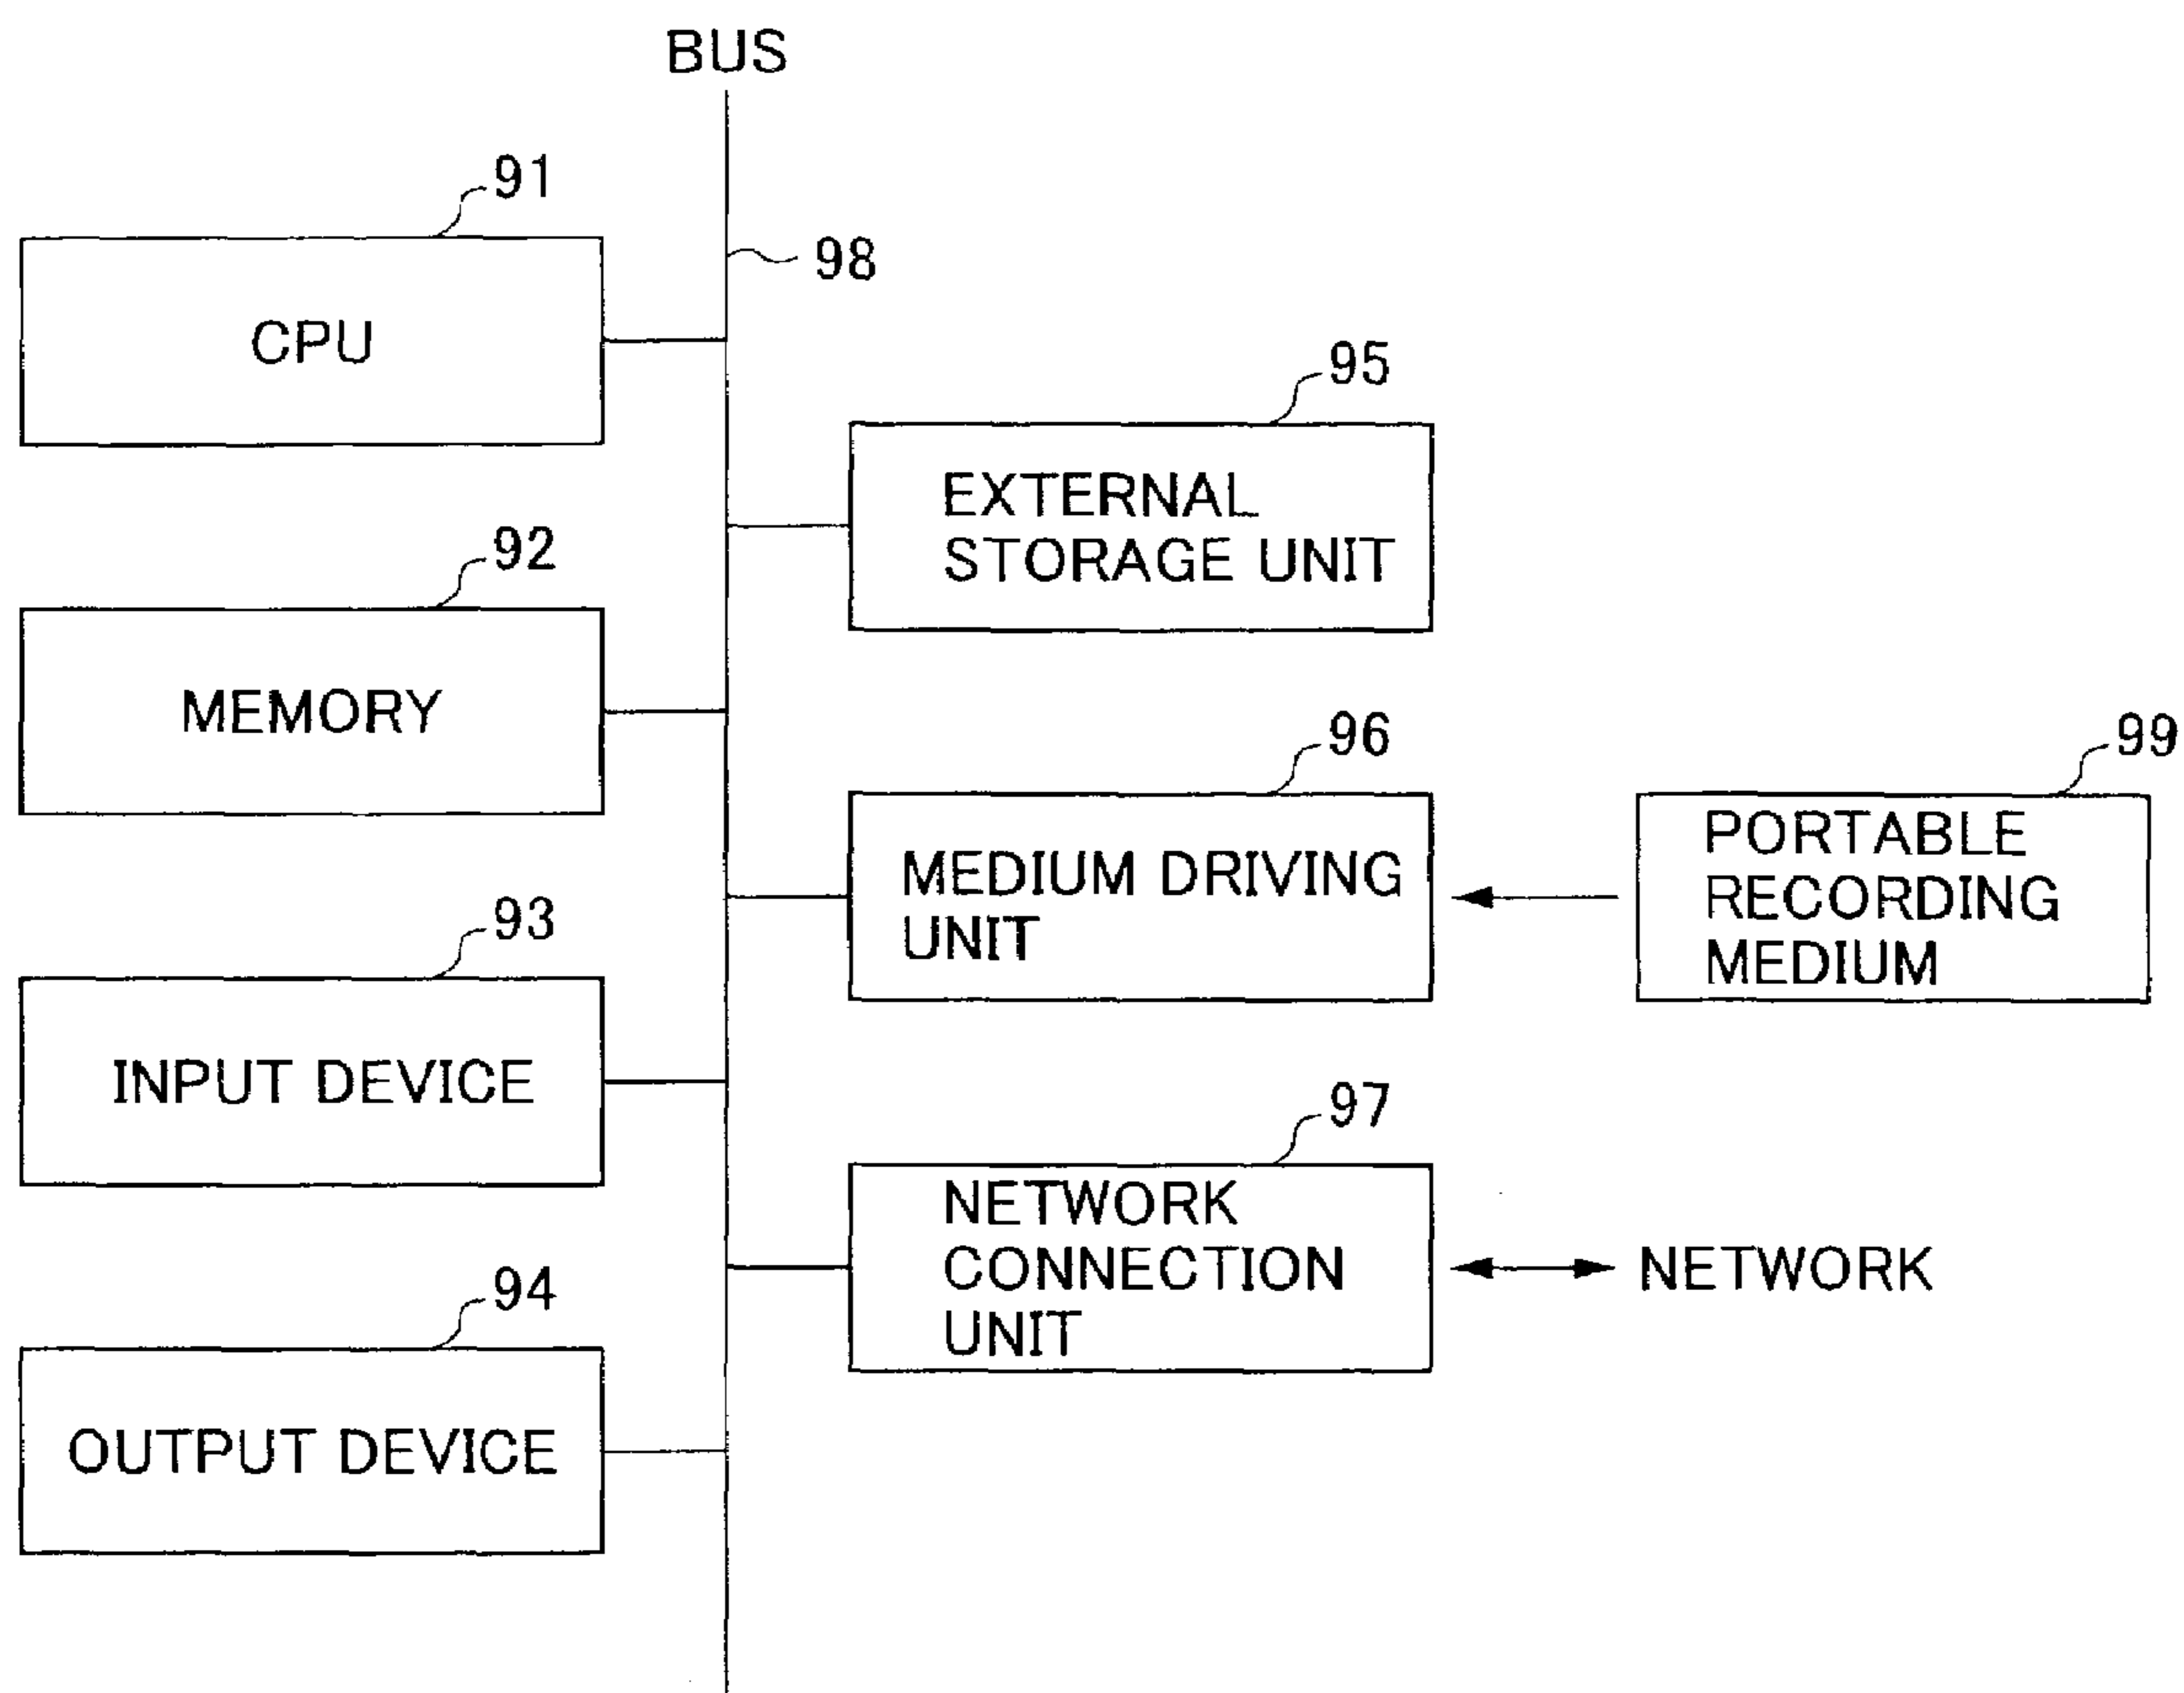 BUS
91
98
CPU
95
EXTERNAL
STORAGE UNIT
92
MEMORY
96
99
MEDIUM DRIVING
UNIT
PORTABLE
RECORDING
MEDIUM
93
INPUT DEVICE
97
NETWORK
CONNECTION
UNIT
NETWORK
94
OUTPUT DEVICE